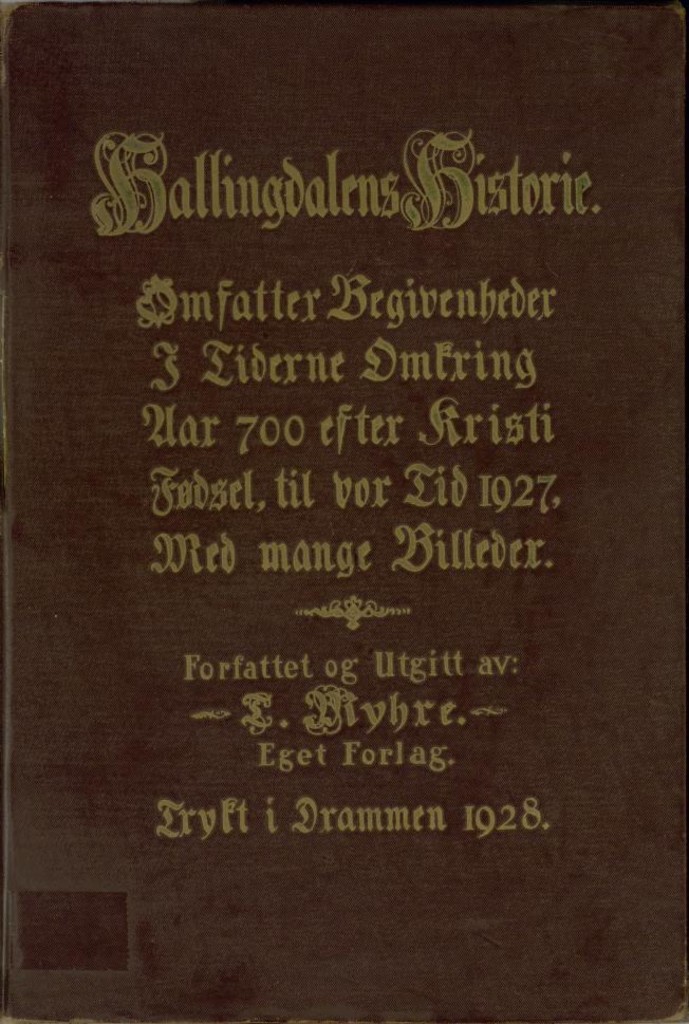 Hallingdalens Historie.
Omfatter Begivenheder
I Tiderne Omkring
Aar 700 efter Kristi
Fødsel, til vor Tid 1927,
Med mange Billeder.
Forfattet og Utgitt av:
T. Myhre.
Eget Forlag.
Trykt i Drammen 1928.